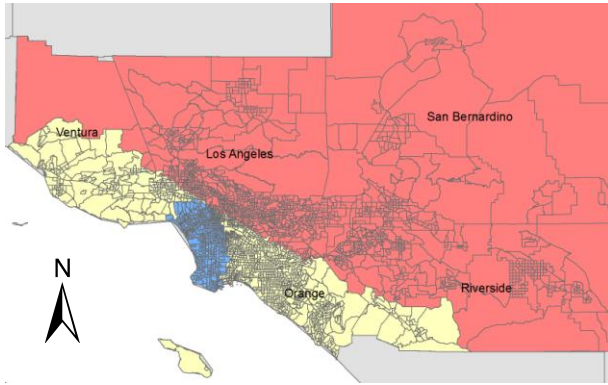 San Bernardino
Ventura
Los Angeles
N
Riverside
Orange